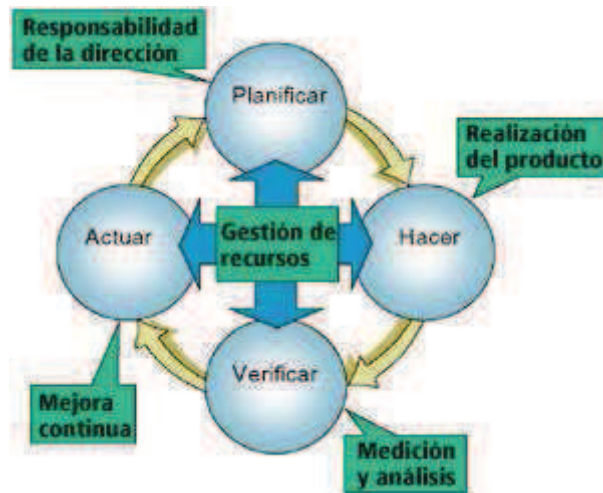 Responsabilidad
de la dirección
Planificar
Realización
del producto
Actuar
Gestión de
recursos
Hacer
Verificar
Mejora
continua
Medición
y análisis